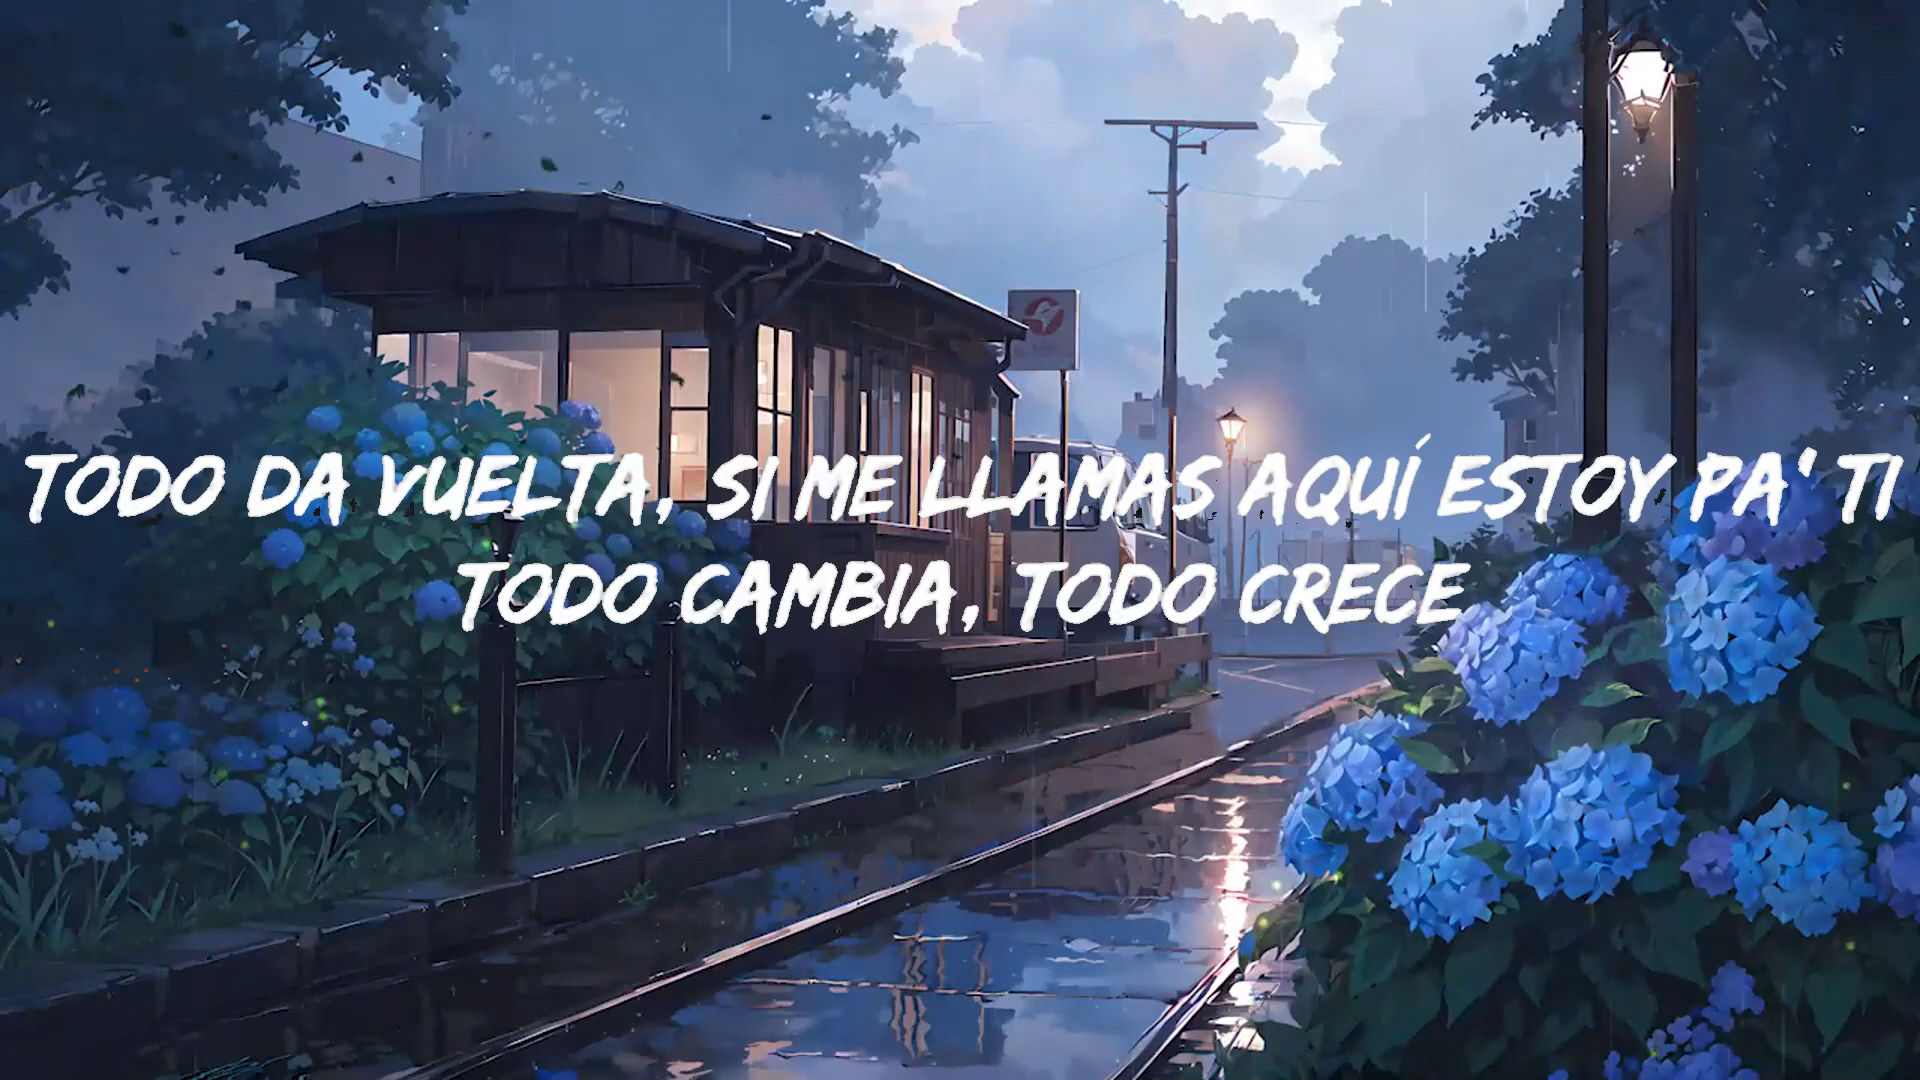 TODO DA VUELTA, SI ME LLAMAS AQUÍ ESTOY PA' TI
TODO CAMBIA, TODO CRECE